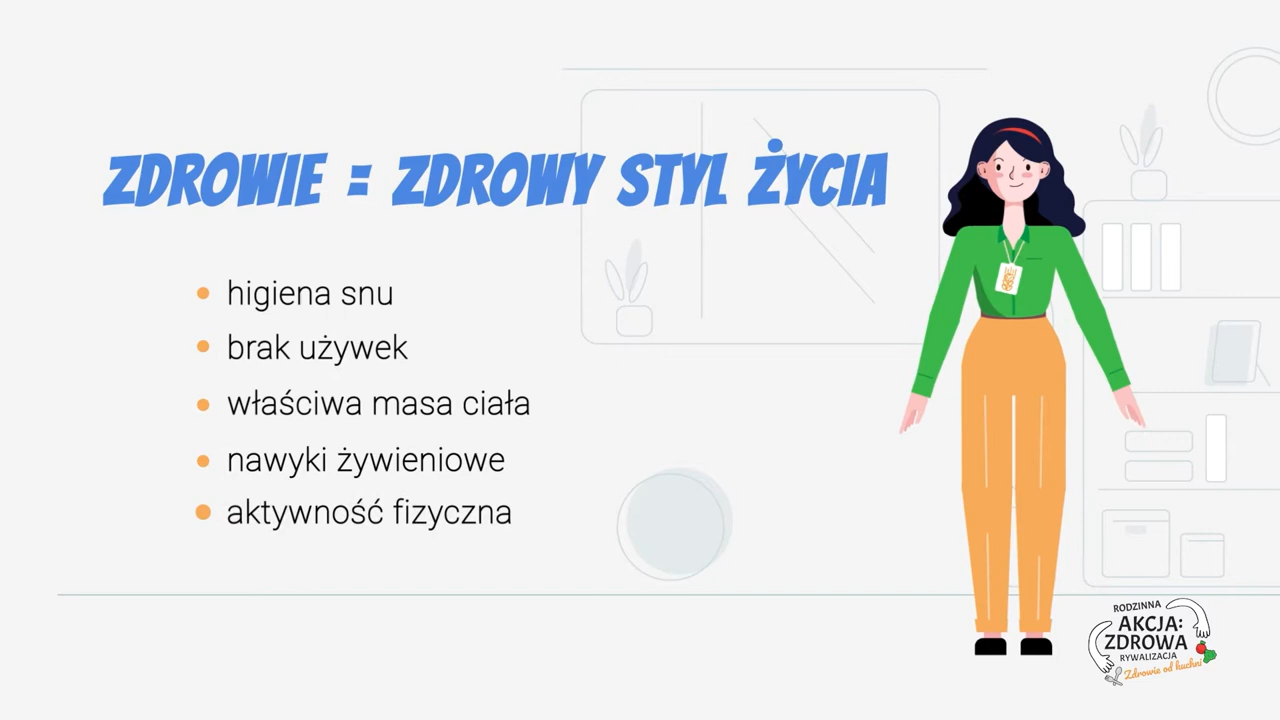 ZDROWIE = ZDROWY STYL ŻYCIA
higiena snu
brak używek
właściwa masa ciała
nawyki żywieniowe
aktywność fizyczna
RODZINNA
AKCJA:
ZDROWA
RYWALIZACJA
Zdrowie od kuchni